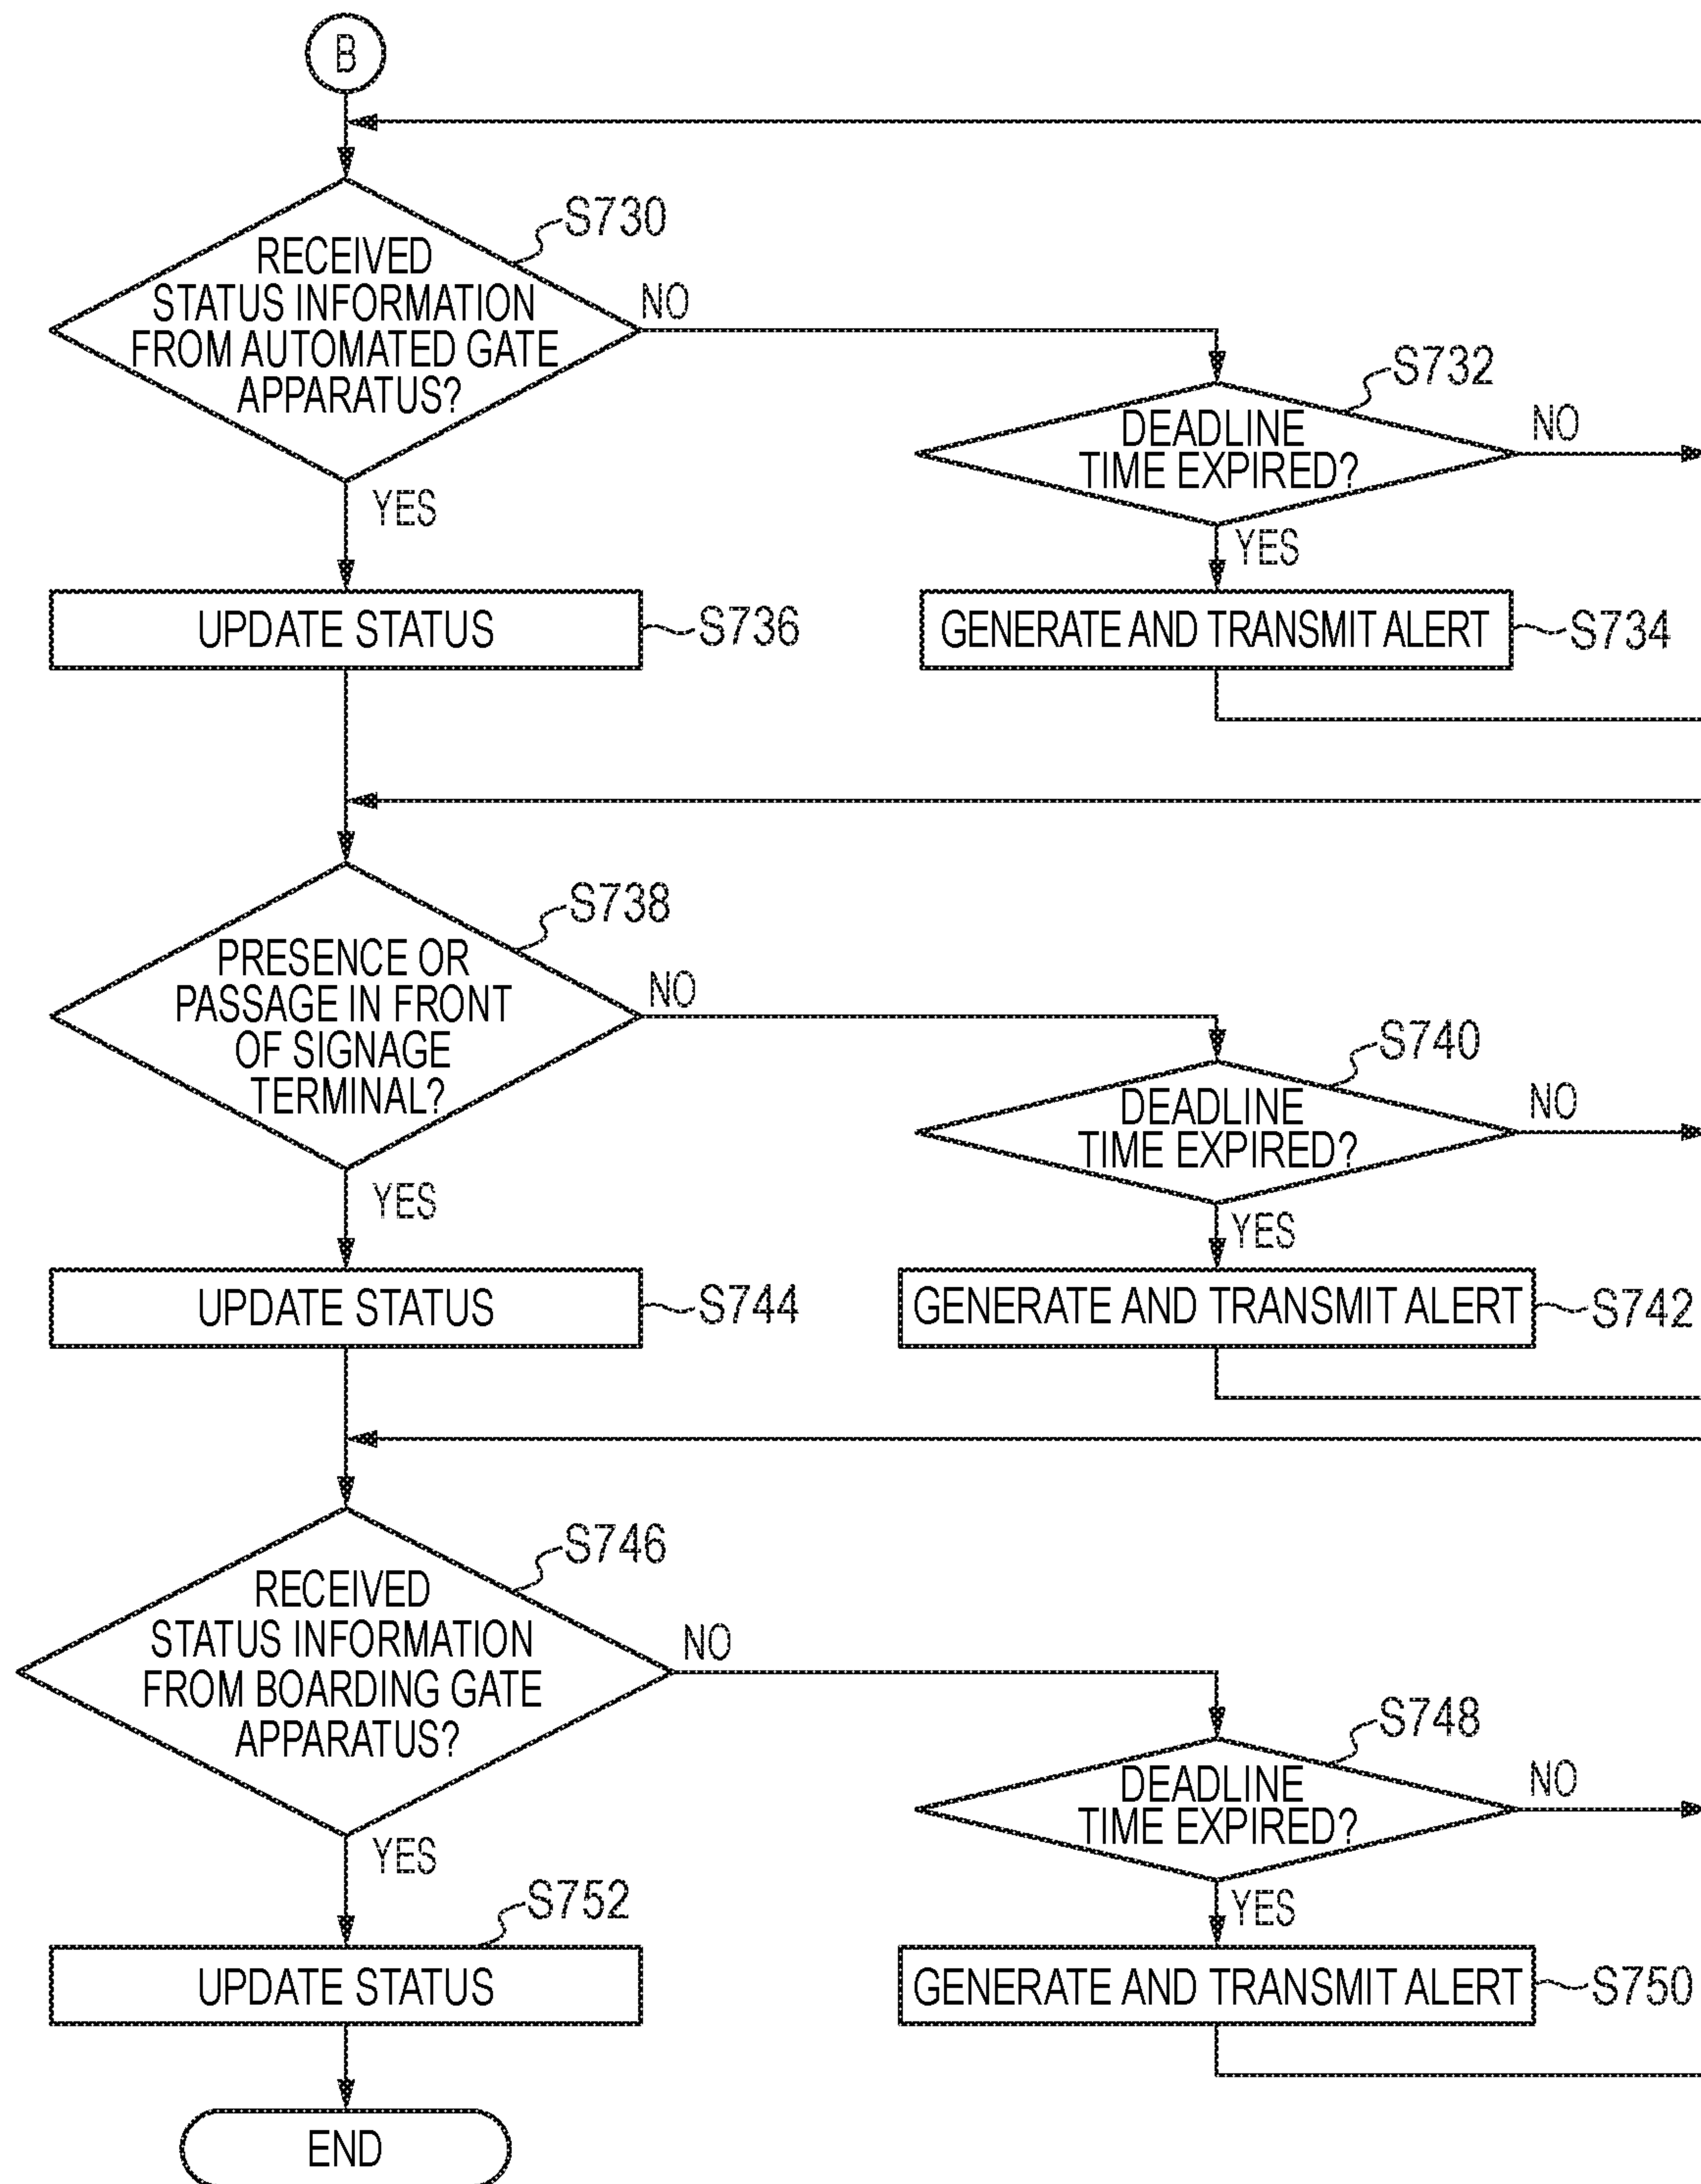 B
S730
RECEIVED
STATUS INFORMATION
FROM AUTOMATED GATE
APPARATUS?
NO
YES
S732
DEADLINE
TIME EXPIRED?
NO
YES
UPDATE STATUS
S736
GENERATE AND TRANSMIT ALERT
S734
S738
PRESENCE OR
PASSAGE IN FRONT
OF SIGNAGE
TERMINAL?
NO
YES
S740
DEADLINE
TIME EXPIRED?
NO
YES
UPDATE STATUS
S744
GENERATE AND TRANSMIT ALERT
S742
S746
RECEIVED
STATUS INFORMATION
FROM BOARDING GATE
APPARATUS?
NO
YES
S748
DEADLINE
TIME EXPIRED?
NO
YES
S752
UPDATE STATUS
GENERATE AND TRANSMIT ALERT
S750
END